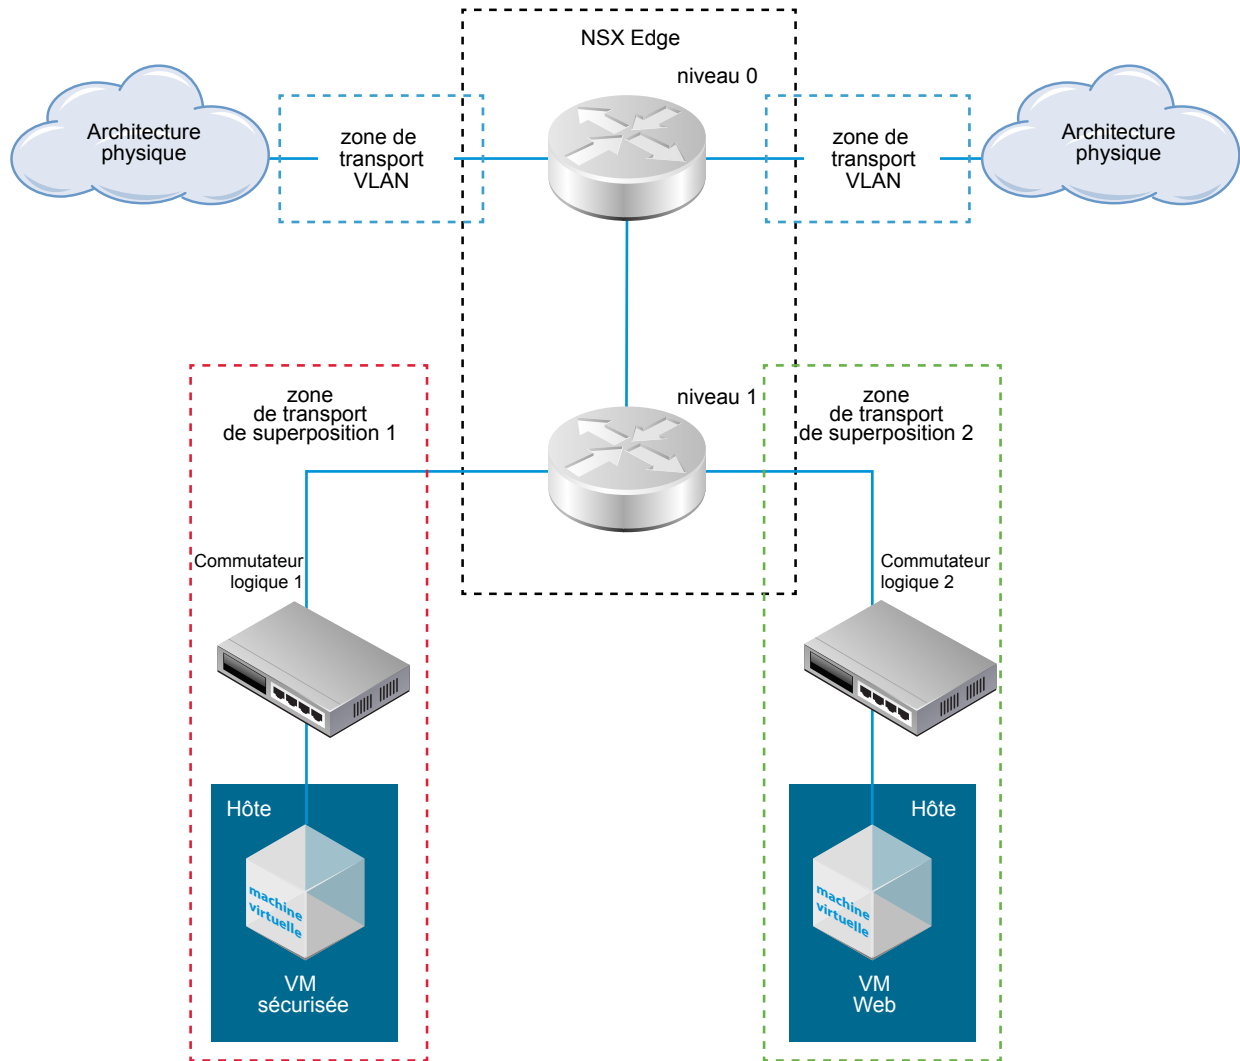 NSX Edge
niveau 0
Architecture
physique
zone de
transport
VLAN
zone de
transport
VLAN
Architecture
physique
niveau 1
zone
de transport
de superposition 1
zone
de transport
de superposition 2
Commutateur
logique 1
Commutateur
logique 2
Hôte
machine
virtuelle
VM
sécurisée
Hôte
machine
virtuelle
VM
Web